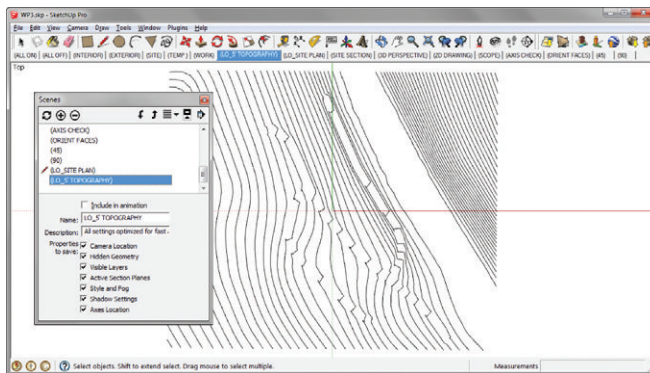 WP3.skp - SketchUp Pro
File Edit View Camera Draw Tools Window Plugins Help
(ALL ON) (ALL OFF) (INTERIOR) (EXTERIOR) (SITE) (TEMP) (WORK) (LO_5' TOPOGRAPHY) (LO_SITE PLAN) (SITE SECTION) (3D PERSPECTIVE) (2D DRAWING) (SCOPE) (AXIS CHECK) (ORIENT FACES) (45) (90)
Top
Scenes
(AXIS CHECK)
(ORIENT FACES)
(45)
(90)
(LO_SITE PLAN)
(LO_5' TOPOGRAPHY)
Include in animation
Name: LO_5' TOPOGRAPHY
Description: All settings optimized for fast
Properties to save:
Camera Location
Hidden Geometry
Visible Layers
Active Section Planes
Style and Fog
Shadow Settings
Axes Location
Select objects. Shift to extend select. Drag mouse to select multiple.
Measurements